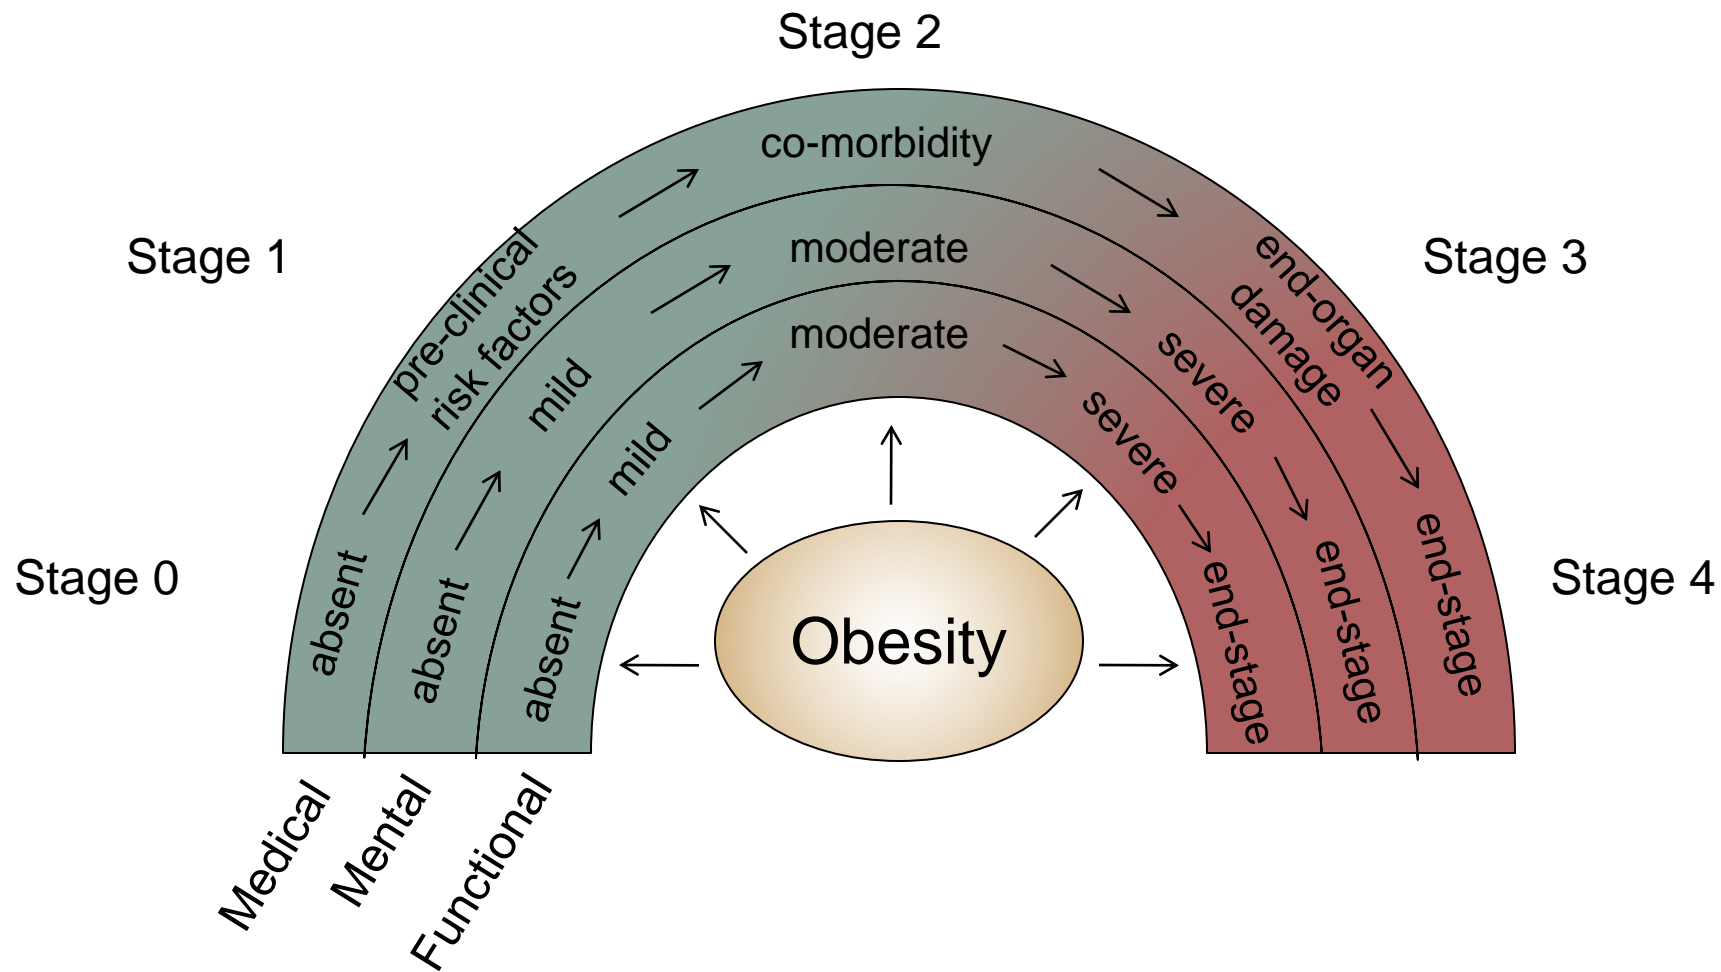 Stage 2
co-morbidity
Stage 1
Stage 3
pre-clinical
risk factors
end-organ
damage
moderate
mild
severe
moderate
mild
severe
Stage 0
absent
absent
absent
Obesity
end-stage
end-stage
end-stage
Stage 4
Medical
Mental
Functional